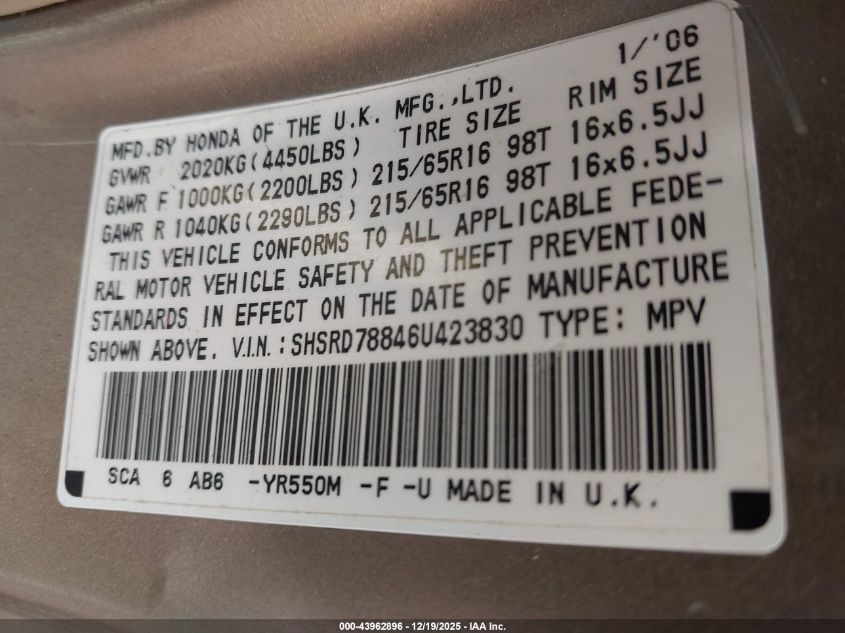 1/'06
MFD.BY HONDA OF THE U.K. MFG.,LTD.
GVWR 2020KG(4450LBS) TIRE SIZE RIM SIZE
GAWR F 1000KG(2200LBS) 215/65R16 98T 16x6.5JJ
GAWR R 1040KG(2290LBS) 215/65R16 98T 16x6.5JJ
THIS VEHICLE CONFORMS TO ALL APPLICABLE FEDE-
RAL MOTOR VEHICLE SAFETY AND THEFT PREVENTION
STANDARDS IN EFFECT ON THE DATE OF MANUFACTURE
SHOWN ABOVE. V.I.N.:SHSRD78846U423830 TYPE: MPV
SCA 6 AB6 -YR550M -F -U MADE IN U.K.
000-43962896 - 12/19/2025 - IAA Inc.